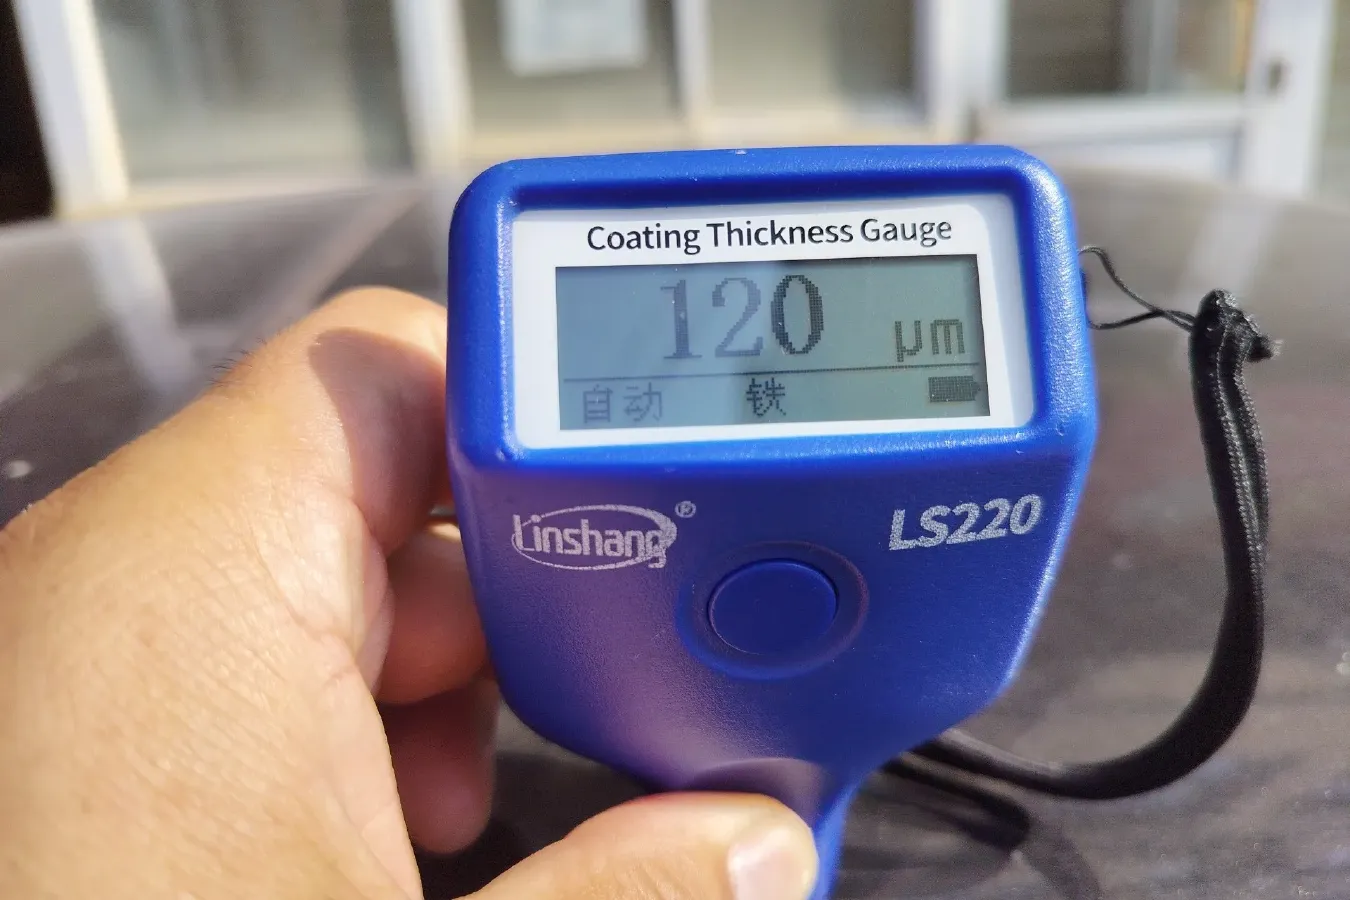 Coating Thickness Gauge
120 μm
自动 铁
Linshang®
LS220